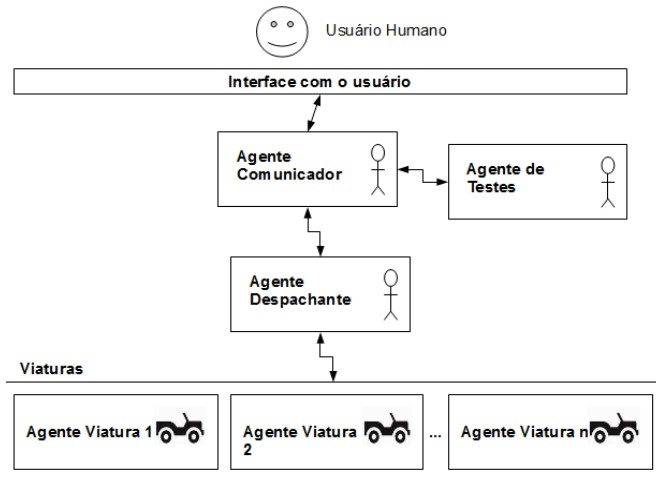 Usuário Humano
Interface com o usuário
Agente
Comunicador
Agente de
Testes
Agente
Despachante
Viaturas
Agente Viatura 1
Agente Viatura
2
...
Agente Viatura n